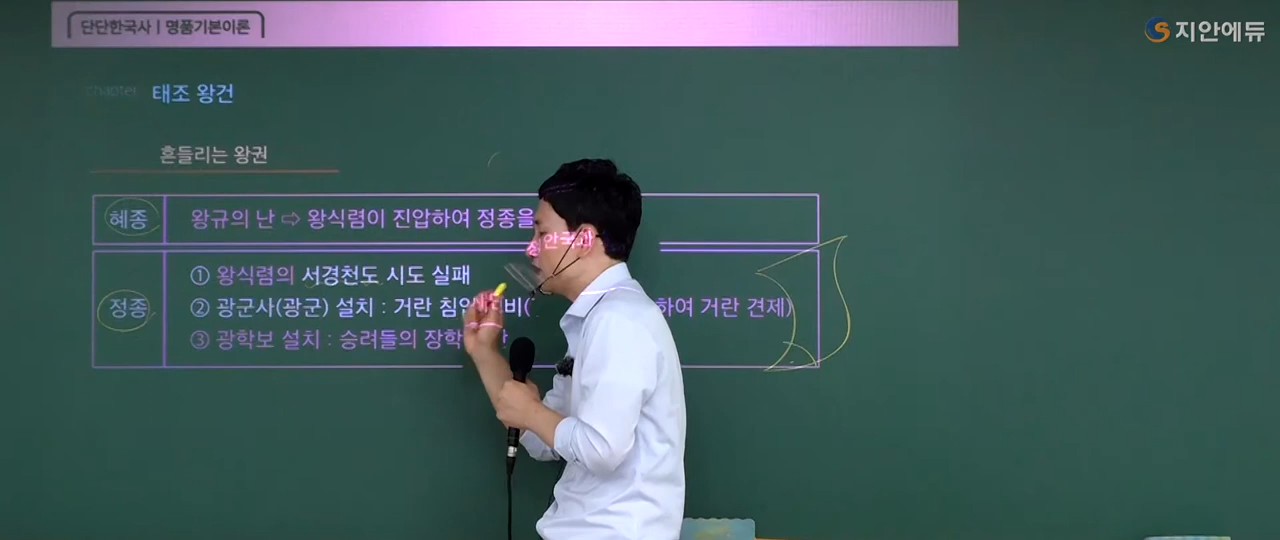 단단한국사 | 명품기본이론
지안에듀
chapter 태조 왕건
흔들리는 왕권
혜종 왕규의 난 ⇨ 왕식렴이 진압하여 정종을
정종
① 왕식렴의 서경천도 시도 실패
② 광군사(광군) 설치 : 거란 침입 비( 하여 거란 견제)
③ 광학보 설치 : 승려들의 장학